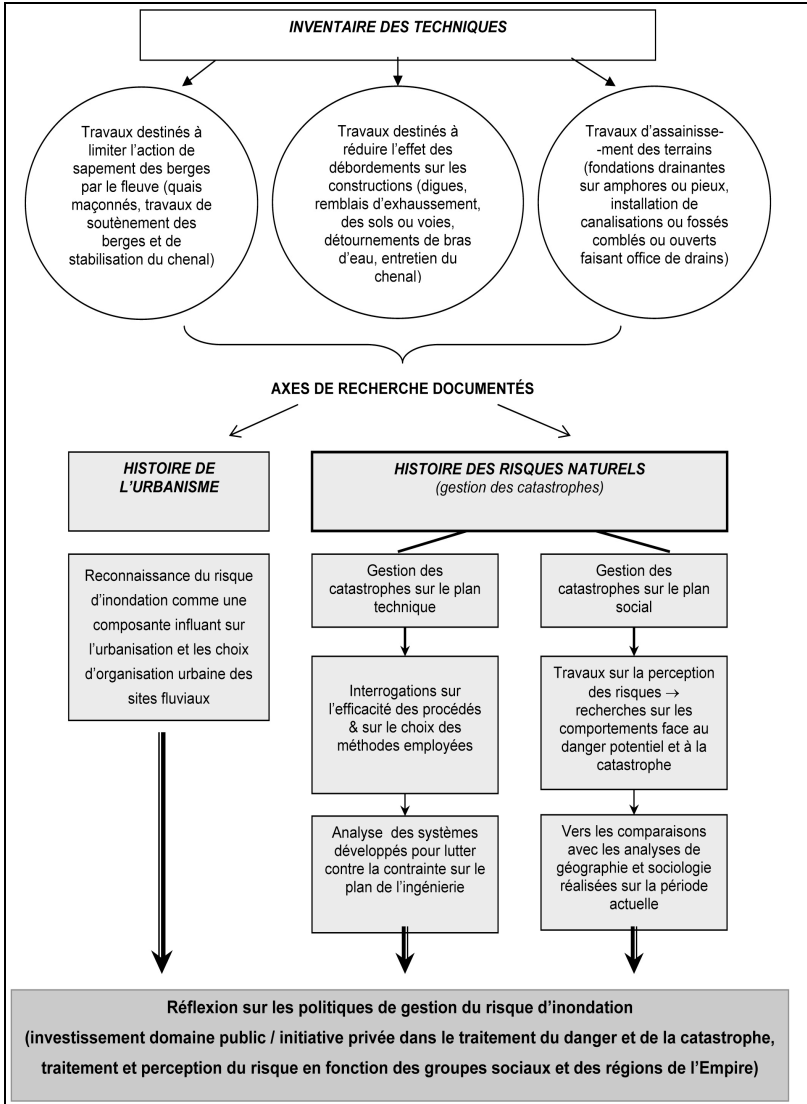 INVENTAIRE DES TECHNIQUES
Travaux destinés à
limiter l’action de
sapement des berges
par le fleuve (quais
maçonnés, travaux de
soutènement des
berges et de
stabilisation du chenal)
Travaux destinés à
réduire l’effet des
débordements sur les
constructions (digues,
remblais d’exhaussement,
des sols ou voies,
détournements de bras
d’eau, entretien du
chenal)
Travaux d’assainisse-
-ment des terrains
(fondations drainantes
sur amphores ou pieux,
installation de
canalisations ou fossés
comblés ou ouverts
faisant office de drains)
AXES DE RECHERCHE DOCUMENTÉS
HISTOIRE DE
L’URBANISME
Reconnaissance du risque
d’inondation comme une
composante influant sur
l’urbanisation et les choix
d’organisation urbaine des
sites fluviaux
HISTOIRE DES RISQUES NATURELS
(gestion des catastrophes)
Gestion des
catastrophes sur le plan
technique
Interrogations sur
l’efficacité des procédés
& sur le choix des
méthodes employées
Analyse des systèmes
développés pour lutter
contre la contrainte sur le
plan de l’ingénierie
Gestion des
catastrophes sur le plan
social
Travaux sur la perception
des risques →
recherches sur les
comportements face au
danger potentiel et à la
catastrophe
Vers les comparaisons
avec les analyses de
géographie et sociologie
réalisées sur la période
actuelle
Réflexion sur les politiques de gestion du risque d’inondation
(investissement domaine public / initiative privée dans le traitement du danger et de la catastrophe,
traitement et perception du risque en fonction des groupes sociaux et des régions de l’Empire)